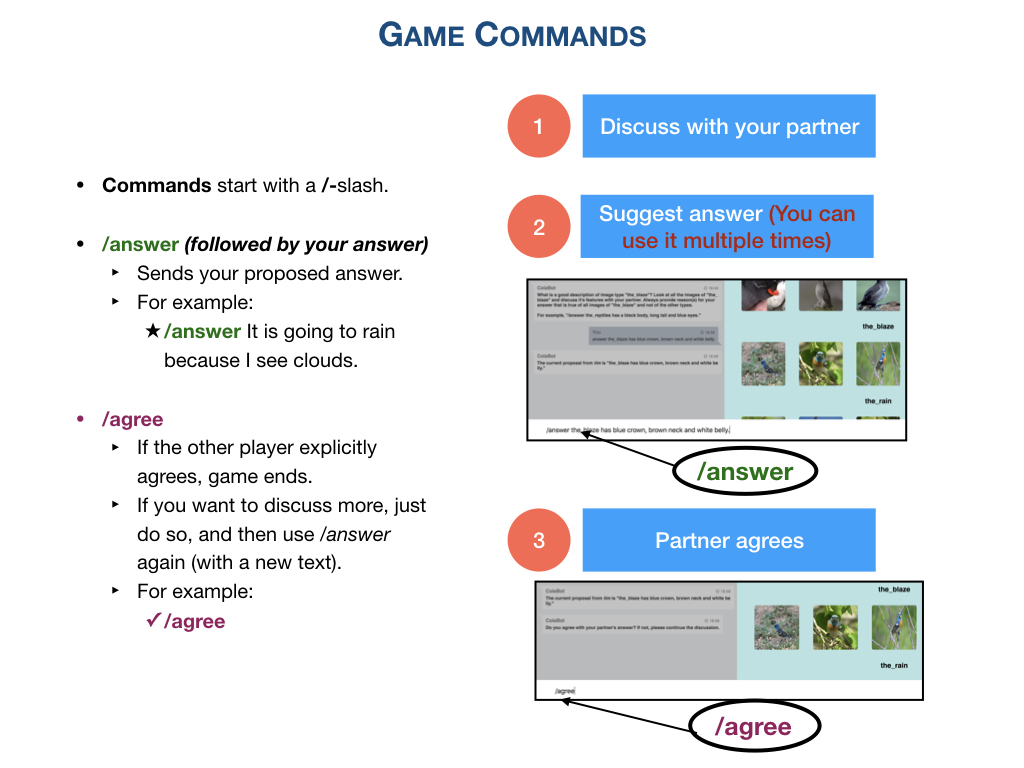 GAME COMMANDS
• Commands start with a /-slash.
• /answer (followed by your answer)
‣ Sends your proposed answer.
‣ For example:
★ /answer It is going to rain
because I see clouds.
• /agree
‣ If the other player explicitly
agrees, game ends.
‣ If you want to discuss more, just
do so, and then use /answer
again (with a new text).
‣ For example:
✓ /agree
1
Discuss with your partner
2
Suggest answer (You can
use it multiple times)
ColaBot
What is a good description of image type "the_blaze"? Look at all the images of "the_
blaze" and discuss it's features with your partner. Always provide reason(s) for your
answer that is true of all images of "the_blaze" and not of the other types.
For example, "/answer the_reptiles has a black body, long tail and blue eyes."
You
answer the_blaze has blue crown, brown neck and white belly.
ColaBot
The current proposal from is "the_blaze has blue crown, brown neck and white be
lly."
the_blaze
the_rain
/answer the_blaze has blue crown, brown neck and white belly.
/answer
3
Partner agrees
ColaBot
The current proposal from is "the_blaze has blue crown, brown neck and white be
lly."
ColaBot
Do you agree with your partner's answer? If not, please continue the discussion.
the_blaze
the_rain
/agree
/agree